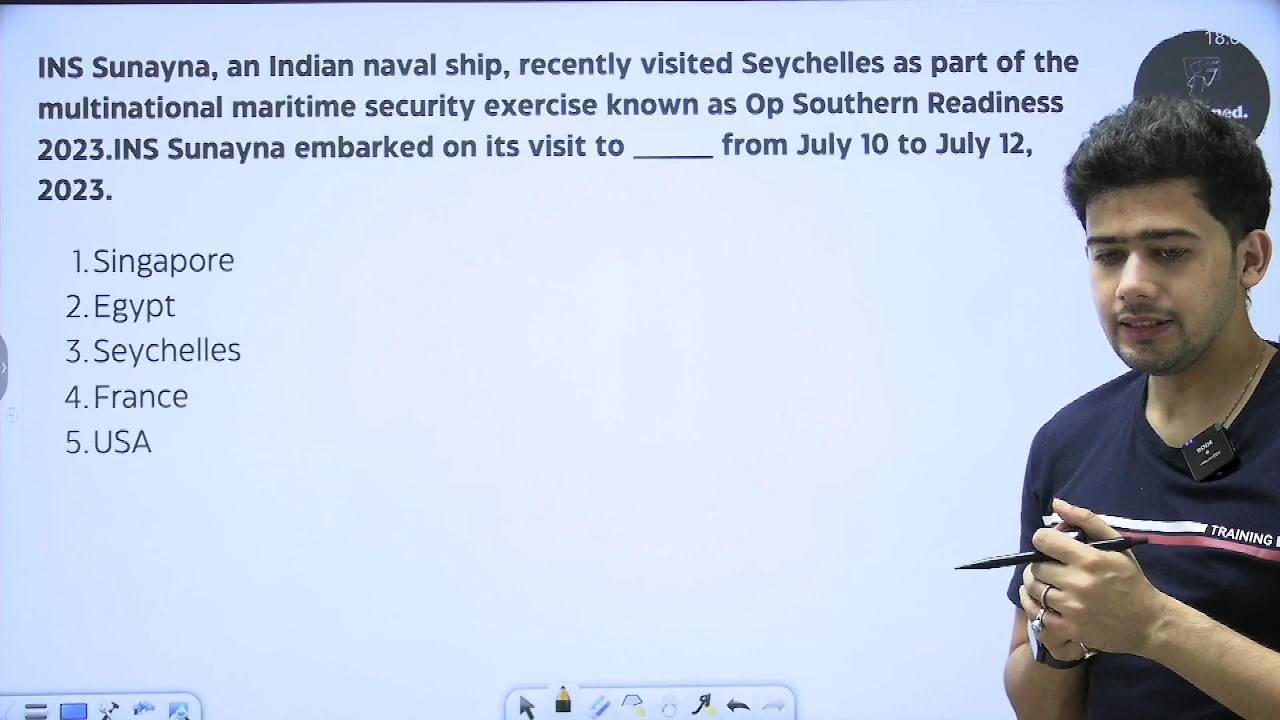 INS Sunayna, an Indian naval ship, recently visited Seychelles as part of the
multinational maritime security exercise known as Op Southern Readiness
2023.INS Sunayna embarked on its visit to _____ from July 10 to July 12,
2023.
1. Singapore
2. Egypt
3. Seychelles
4. France
5. USA
RODE
TRAINING